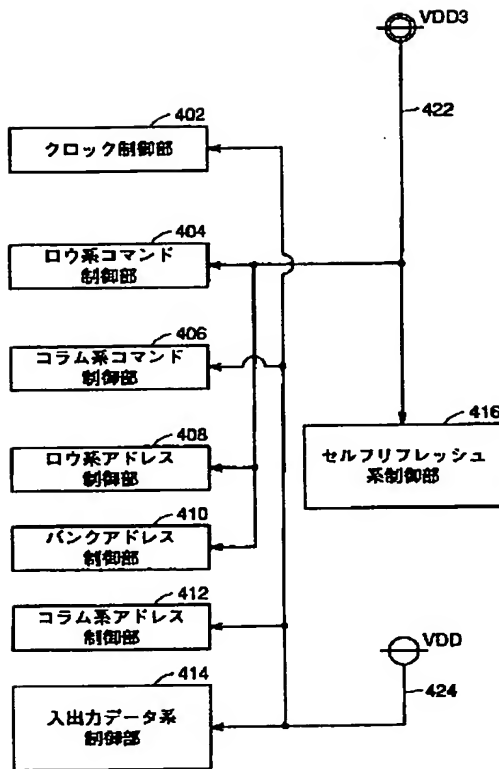 VDD3
422
402
クロック制御部
404
ロウ系コマンド
制御部
406
コラム系コマンド
制御部
408
ロウ系アドレス
制御部
410
バンクアドレス
制御部
412
コラム系アドレス
制御部
414
入出力データ系
制御部
416
セルフリフレッシュ
系制御部
VDD
424